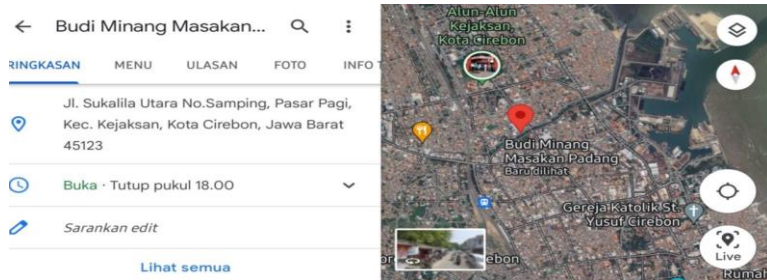 Budi Minang Masakan...
RINGKASAN MENU ULASAN FOTO INFO T
Jl. Sukalila Utara No.Samping, Pasar Pagi,
Kec. Kejaksan, Kota Cirebon, Jawa Barat
45123
Buka · Tutup pukul 18.00
Sarankan edit
Lihat semua
Alun-Alun
Kejaksan,
Kota Cirebon
Budi Minang
Masakan Padang
Baru dilihat
Gereja Katolik St.
Yusuf Cirebon
ebon
Live
Rumah